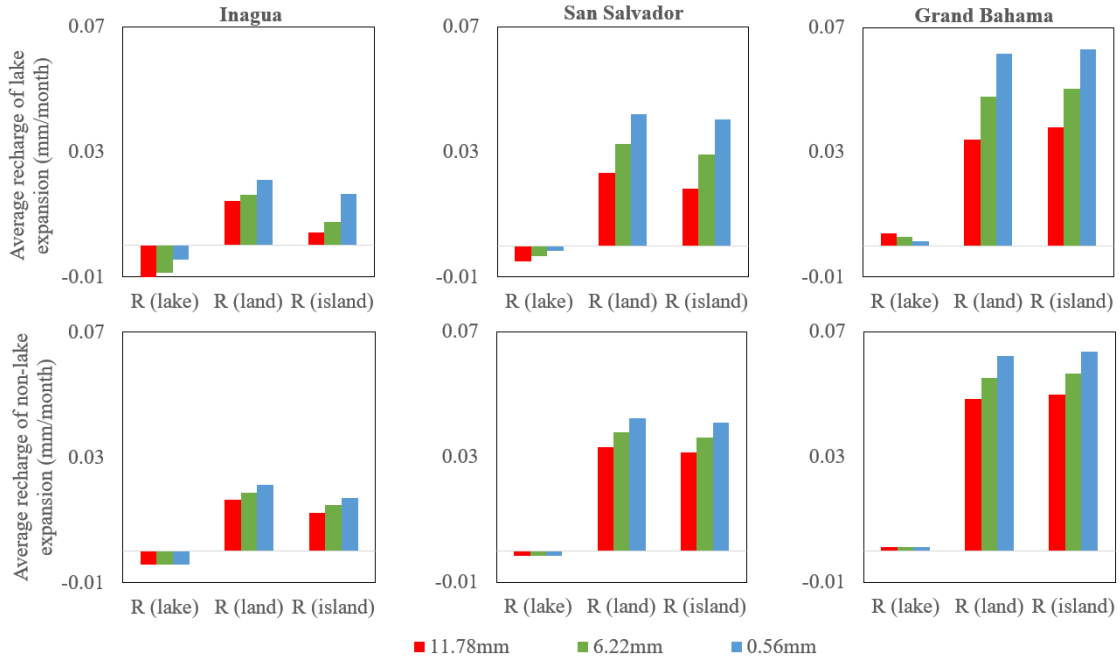 Inagua
San Salvador
Grand Bahama
Average recharge of lake
expansion (mm/month)
0.07
0.03
-0.01
R (lake) R (land) R (island)
0.07
0.03
-0.01
R (lake) R (land) R (island)
0.07
0.03
-0.01
R (lake) R (land) R (island)
Average recharge of non-lake
expansion (mm/month)
0.07
0.03
-0.01
R (lake) R (land) R (island)
0.07
0.03
-0.01
R (lake) R (land) R (island)
0.07
0.03
-0.01
R (lake) R (land) R (island)
11.78mm 6.22mm 0.56mm